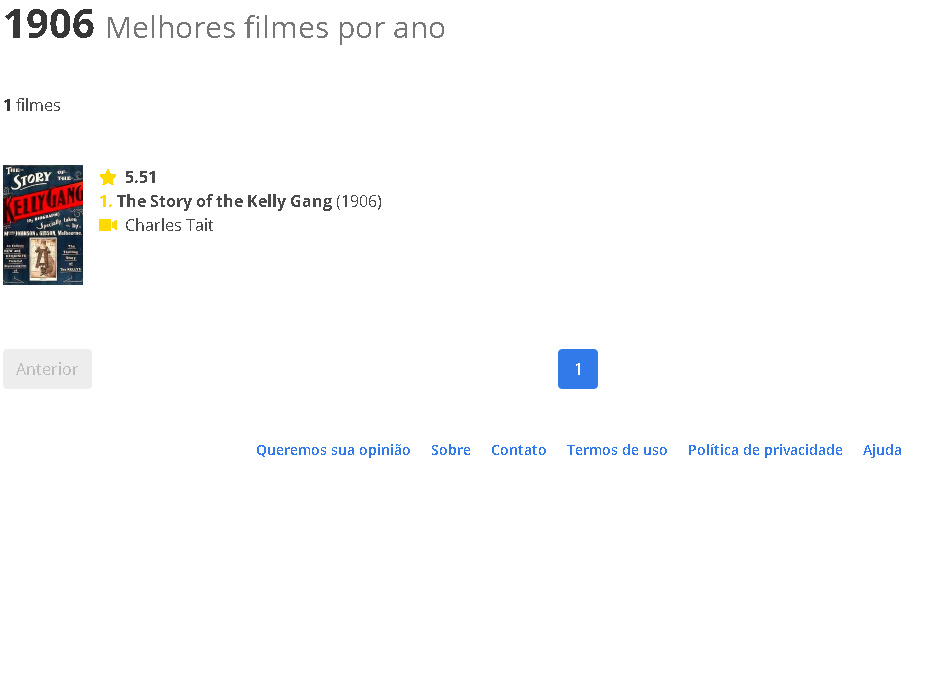 1906 Melhores filmes por ano
1 filmes
THE STORY OF THE
KELLY GANG
5.51
1. The Story of the Kelly Gang (1906)
Charles Tait
Anterior
1
Queremos sua opinião Sobre Contato Termos de uso Política de privacidade Ajuda